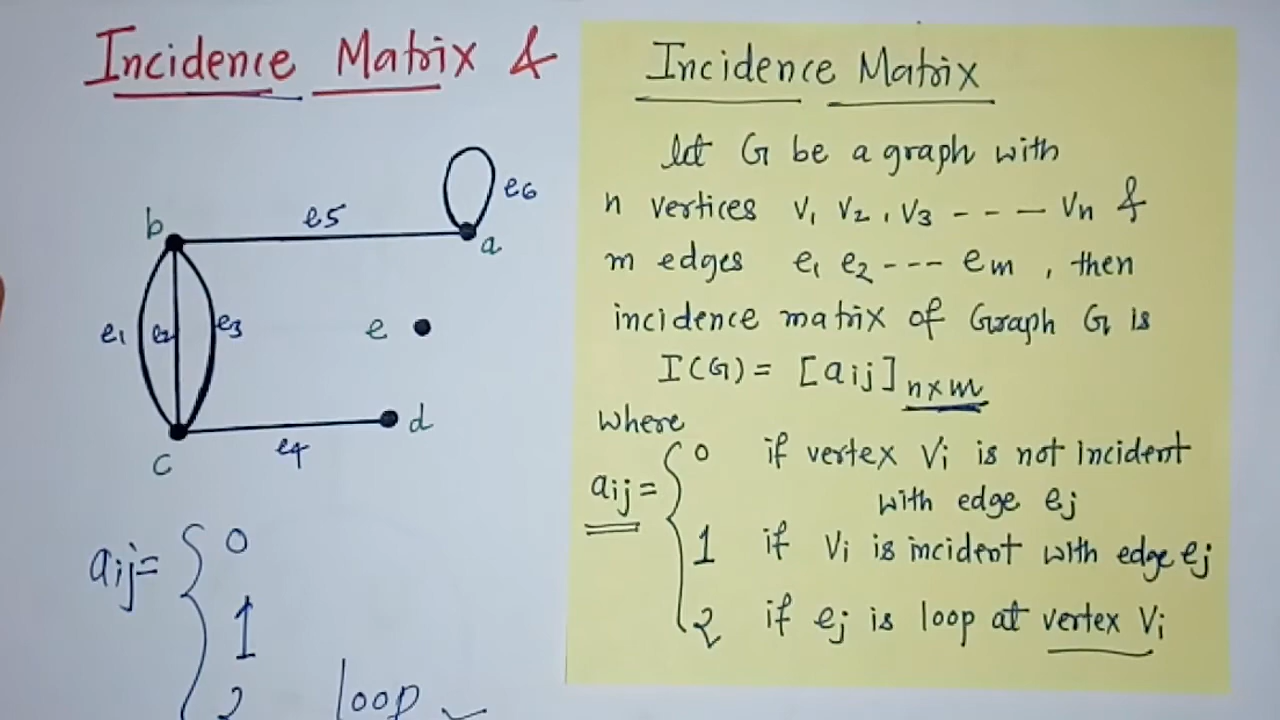 Incidence Matrix &
e6
e5
b
a
e1 e2 e3
e
d
e4
c
aij = { 0
1
2 loop
Incidence Matrix
let G be a graph with
n vertices v1 v2, v3 ---- vn &
m edges e1 e2 --- em, then
incidence matrix of Graph G is
I(G) = [aij] n×m
where
aij = { 0 if vertex Vi is not incident
with edge ej
1 if Vi is incident with edge ej
2 if ej is loop at vertex Vi